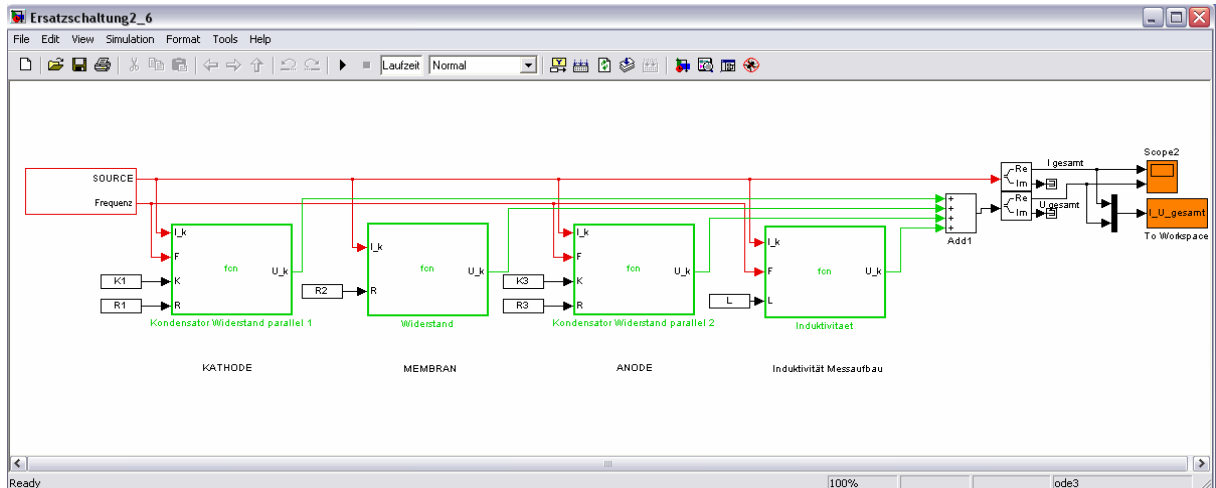 Ersatzschaltung2_6
File Edit View Simulation Format Tools Help
Laufzeit Normal
Scope2
SOURCE
Frequenz
Re
Im
I gesamt
Re
Im
U gesamt
I_U_gesamt
To Workspace
+
+
+
+
Add1
I_k
F
K
R
fcn
U_k
K1
R1
Kondensator Widerstand parallel 1
I_k
R
fcn
U_k
R2
Widerstand
I_k
F
K
R
fcn
U_k
K3
R3
Kondensator Widerstand parallel 2
I_k
F
L
fcn
U_k
L
Induktivitaet
KATHODE MEMBRAN ANODE Induktivität Messaufbau
Ready 100% ode3